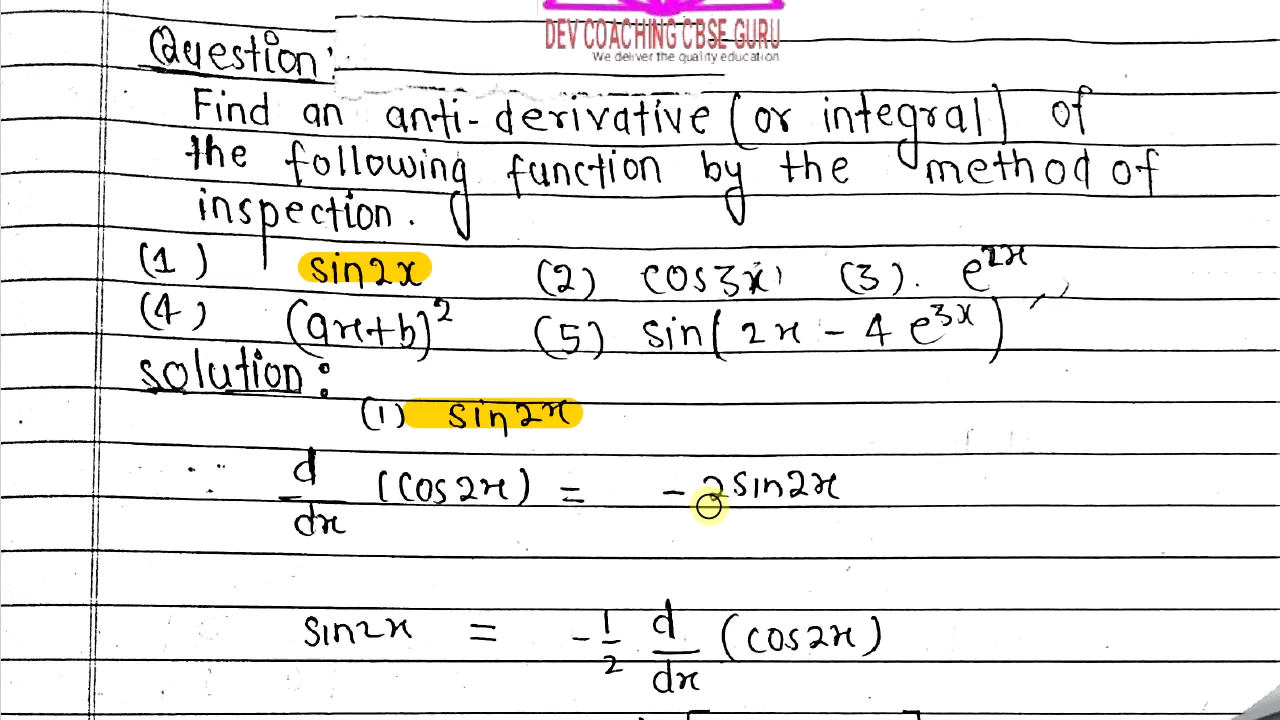 DEV COACHING CBSE GURU
We deliver the quality education
Question:
Find an anti-derivative (or integral) of
the following function by the method of
inspection.
(1) sin2x (2) cos3x (3). e^2x
(4) (ax+b)^2 (5) sin(2x - 4 e^3x)
solution:
(1) sin2x
∵ d/dx (cos2x) = -2sin2x
sin2x = -1/2 d/dx (cos2x)